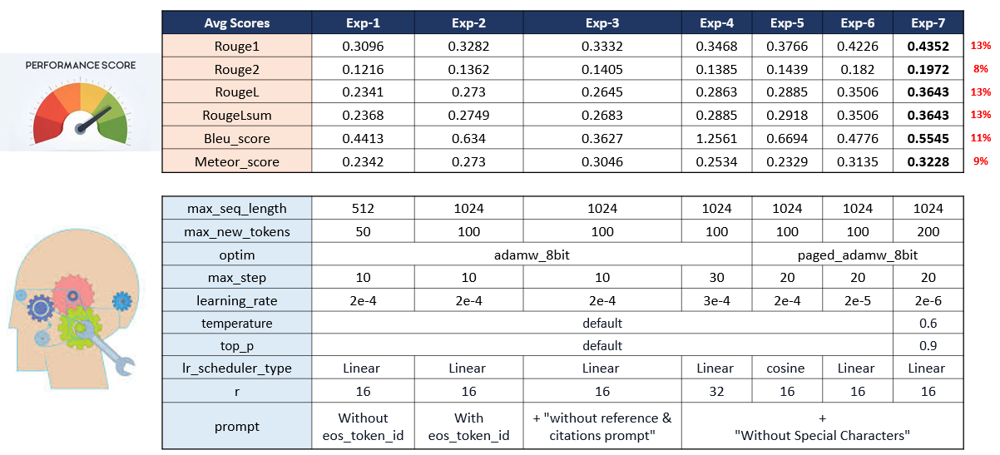 Avg Scores Exp-1 Exp-2 Exp-3 Exp-4 Exp-5 Exp-6 Exp-7
Rouge1 0.3096 0.3282 0.3332 0.3468 0.3766 0.4226 0.4352 13%
PERFORMANCE SCORE
Rouge2 0.1216 0.1362 0.1405 0.1385 0.1439 0.182 0.1972 8%
RougeL 0.2341 0.273 0.2645 0.2863 0.2885 0.3506 0.3643 13%
RougeLsum 0.2368 0.2749 0.2683 0.2885 0.2918 0.3506 0.3643 13%
Bleu_score 0.4413 0.634 0.3627 1.2561 0.6694 0.4776 0.5545 11%
Meteor_score 0.2342 0.273 0.3046 0.2534 0.2329 0.3135 0.3228 9%
max_seq_length 512 1024 1024 1024 1024 1024 1024
max_new_tokens 50 100 100 100 100 100 200
optim adamw_8bit paged_adamw_8bit
max_step 10 10 10 30 20 20 20
learning_rate 2e-4 2e-4 2e-4 3e-4 2e-4 2e-5 2e-6
temperature default 0.6
top_p default 0.9
lr_scheduler_type Linear Linear Linear Linear cosine Linear Linear
r 16 16 16 32 16 16 16
prompt
Without
eos_token_id
With
eos_token_id
+ "without reference &
citations prompt"
+
"Without Special Characters"